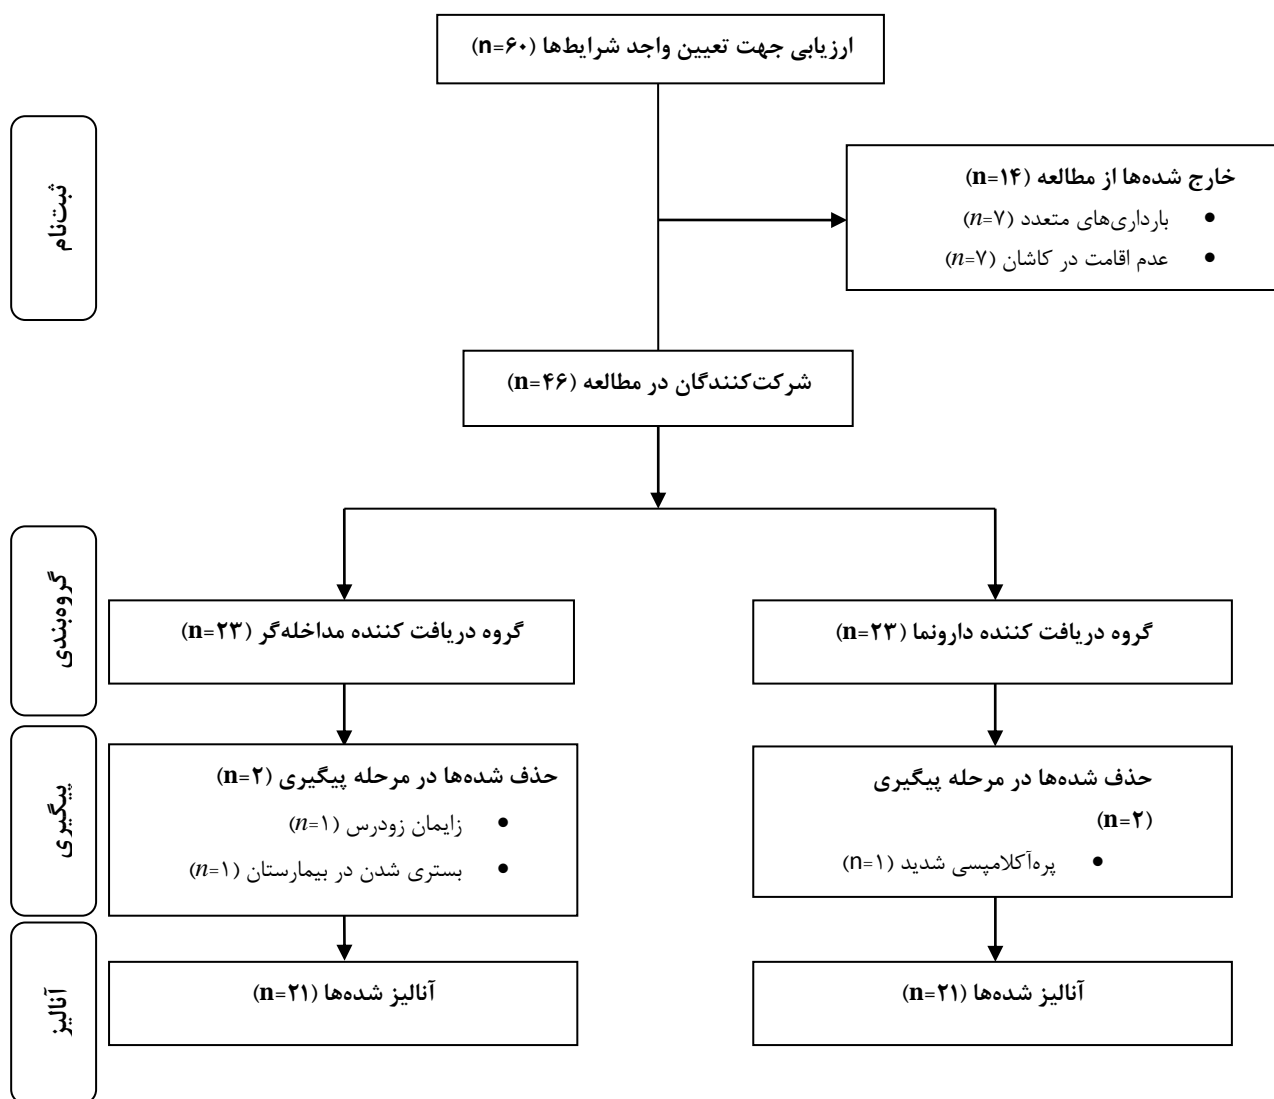 ارزیابی جهت تعیین واجد شرایط‌ها (n=۶۰)
ثبت‌نام
خارج شده‌ها از مطالعه (n=۱۴)
• بارداری‌های متعدد (n=۷)
• عدم اقامت در کاشان (n=۷)
شرکت‌کنندگان در مطالعه (n=۴۶)
گروه‌بندی
گروه دریافت کننده دارونما (n=۲۳)
گروه دریافت کننده مداخله‌گر (n=۲۳)
پیگیری
حذف شده‌ها در مرحله پیگیری
(n=۲)
• پره‌آکلامپسی شدید (n=۱)
حذف شده‌ها در مرحله پیگیری (n=۲)
• زایمان زودرس (n=۱)
• بستری شدن در بیمارستان (n=۱)
آنالیز
آنالیز شده‌ها (n=۲۱)
آنالیز شده‌ها (n=۲۱)